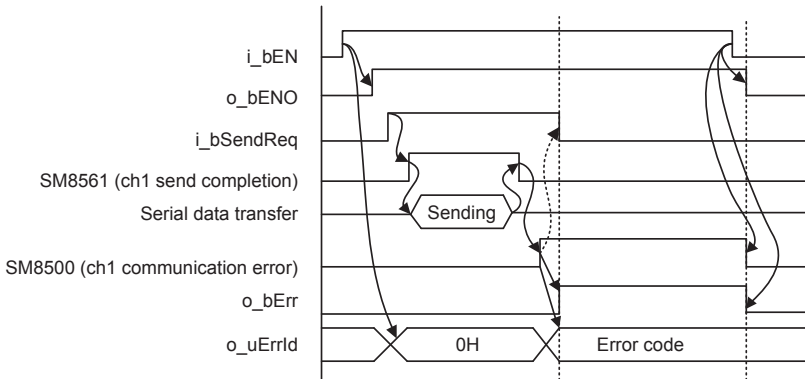 i_bEN
o_bENO
i_bSendReq
SM8561 (ch1 send completion)
Serial data transfer
Sending
SM8500 (ch1 communication error)
o_bErr
o_uErrId
0H
Error code